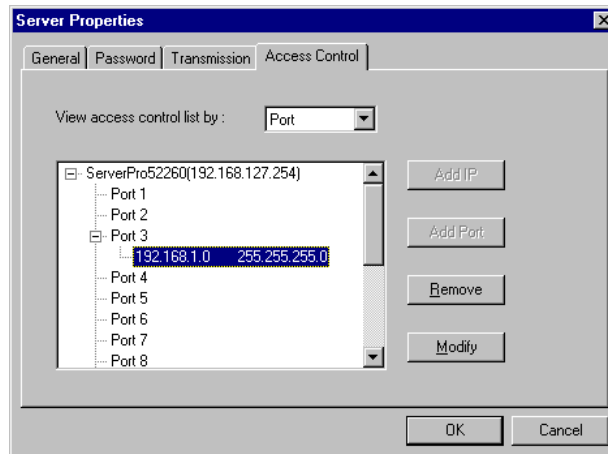 Server Properties
General Password Transmission Access Control
View access control list by : Port
ServerPro52260(192.168.127.254)
Port 1
Port 2
Port 3
192.168.1.0 255.255.255.0
Port 4
Port 5
Port 6
Port 7
Port 8
Add IP
Add Port
Remove
Modify
OK Cancel